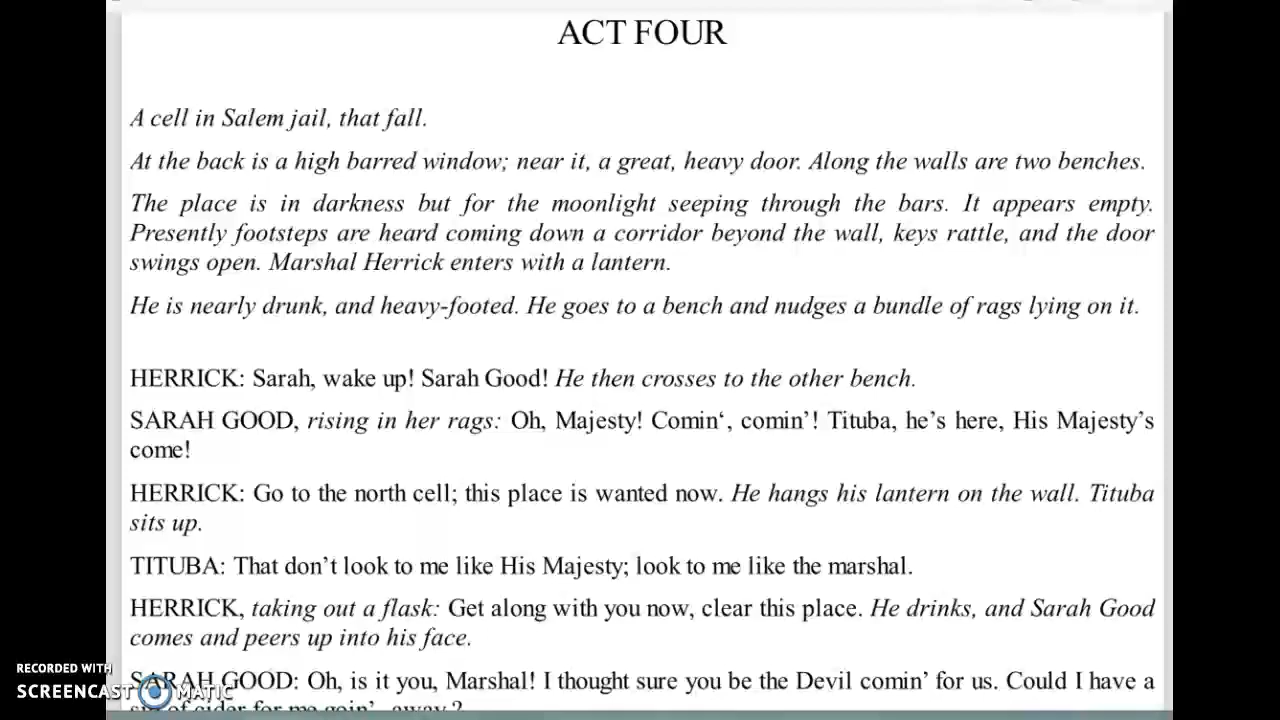 ACT FOUR
A cell in Salem jail, that fall.
At the back is a high barred window; near it, a great, heavy door. Along the walls are two benches.
The place is in darkness but for the moonlight seeping through the bars. It appears empty.
Presently footsteps are heard coming down a corridor beyond the wall, keys rattle, and the door
swings open. Marshal Herrick enters with a lantern.
He is nearly drunk, and heavy-footed. He goes to a bench and nudges a bundle of rags lying on it.
HERRICK: Sarah, wake up! Sarah Good! He then crosses to the other bench.
SARAH GOOD, rising in her rags: Oh, Majesty! Comin‘, comin’! Tituba, he’s here, His Majesty’s
come!
HERRICK: Go to the north cell; this place is wanted now. He hangs his lantern on the wall. Tituba
sits up.
TITUBA: That don’t look to me like His Majesty; look to me like the marshal.
HERRICK, taking out a flask: Get along with you now, clear this place. He drinks, and Sarah Good
comes and peers up into his face.
SARAH GOOD: Oh, is it you, Marshal! I thought sure you be the Devil comin’ for us. Could I have a
of cider for me goin’- away?
RECORDED WITH
SCREENCAST MATIC